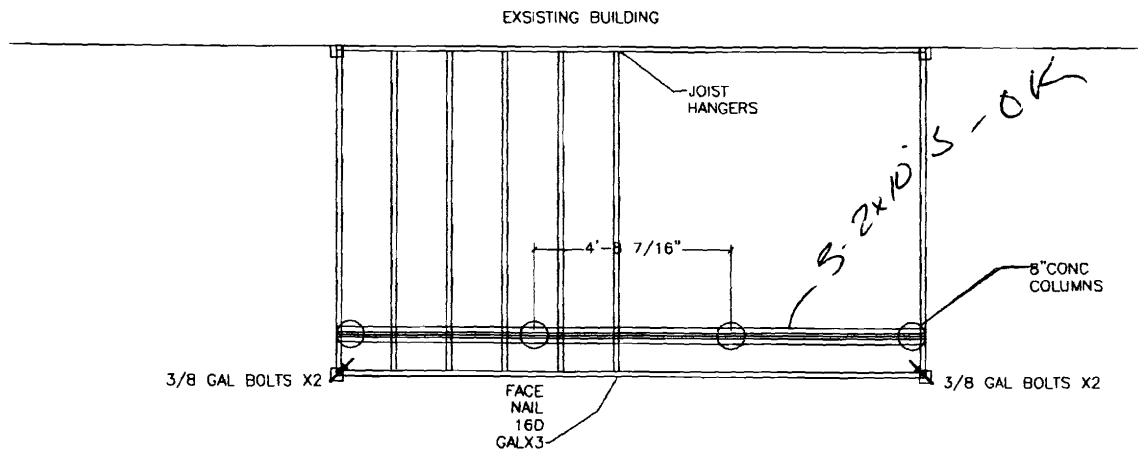 EXSISTING BUILDING
JOIST
HANGERS
3-2x10's - OK
4'-8 7/16"
8"CONC
COLUMNS
3/8 GAL BOLTS X2
3/8 GAL BOLTS X2
FACE
NAIL
16D
GALX3